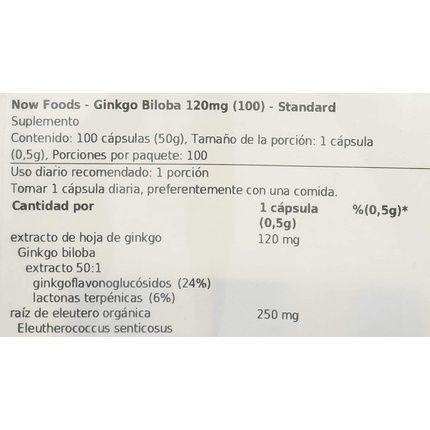 Now Foods - Ginkgo Biloba 120mg (100) - Standard
Suplemento
Contenido: 100 cápsulas (50g), Tamaño de la porción: 1 cápsula
(0,5g), Porciones por paquete: 100
Uso diario recomendado: 1 porción
Tomar 1 cápsula diaria, preferentemente con una comida.
Cantidad por 1 cápsula %(0,5g)*
(0,5g)
extracto de hoja de ginkgo 120 mg
Ginkgo biloba
extracto 50:1
ginkgoflavonoglucósidos (24%)
lactonas terpénicas (6%)
raíz de eleutero orgánica 250 mg
Eleutherococcus senticosus